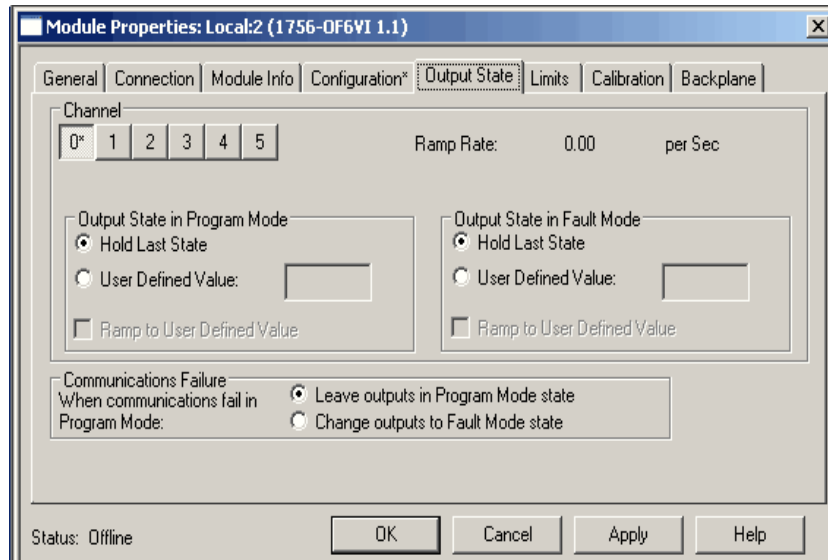 Module Properties: Local:2 (1756-OF6VI 1.1)
General Connection Module Info Configuration* Output State Limits Calibration Backplane
Channel
0* 1 2 3 4 5 Ramp Rate: 0.00 per Sec
Output State in Program Mode
Hold Last State
User Defined Value:
Ramp to User Defined Value
Output State in Fault Mode
Hold Last State
User Defined Value:
Ramp to User Defined Value
Communications Failure
When communications fail in
Program Mode:
Leave outputs in Program Mode state
Change outputs to Fault Mode state
Status: Offline OK Cancel Apply Help